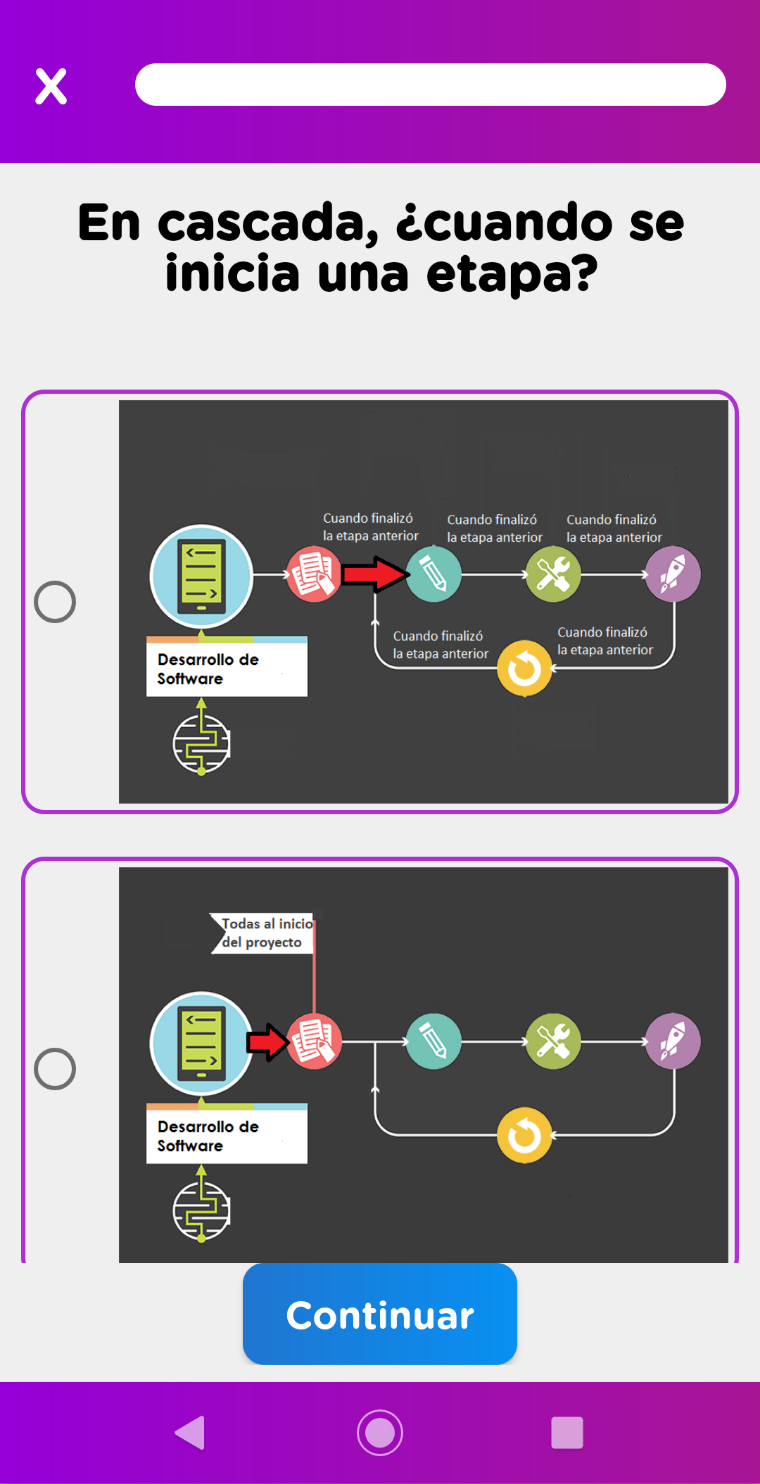 X
En cascada, ¿cuando se
inicia una etapa?
Cuando finalizó
la etapa anterior
Cuando finalizó
la etapa anterior
Cuando finalizó
la etapa anterior
Cuando finalizó
la etapa anterior
Cuando finalizó
la etapa anterior
Desarrollo de
Software
Todas al inicio
del proyecto
Desarrollo de
Software
Continuar